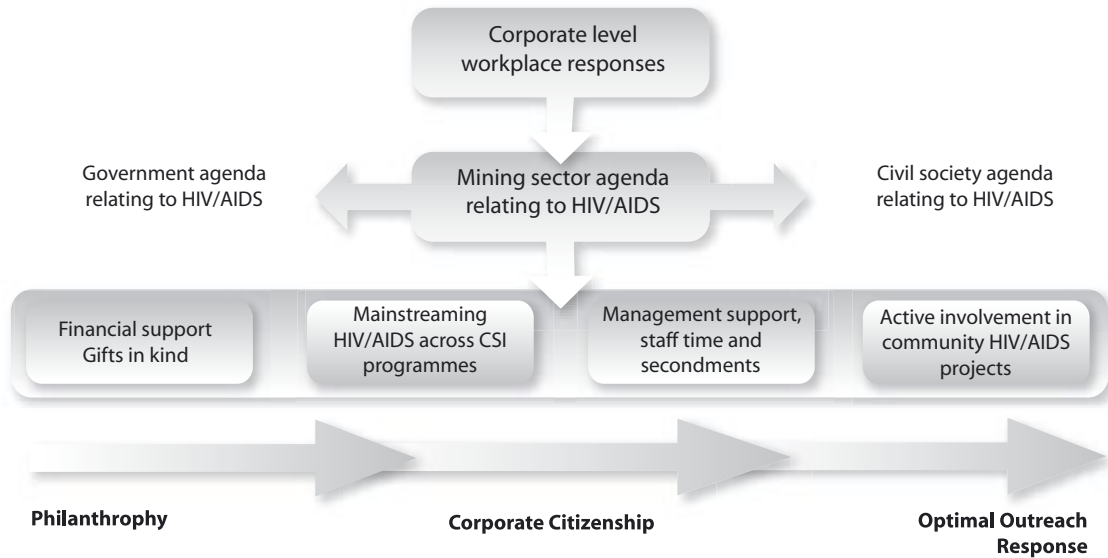 Corporate level
workplace responses
Government agenda
relating to HIV/AIDS
Mining sector agenda
relating to HIV/AIDS
Civil society agenda
relating to HIV/AIDS
Financial support
Gifts in kind
Mainstreaming
HIV/AIDS across CSI
programmes
Management support,
staff time and
secondments
Active involvement in
community HIV/AIDS
projects
Philanthropy
Corporate Citizenship
Optimal Outreach
Response